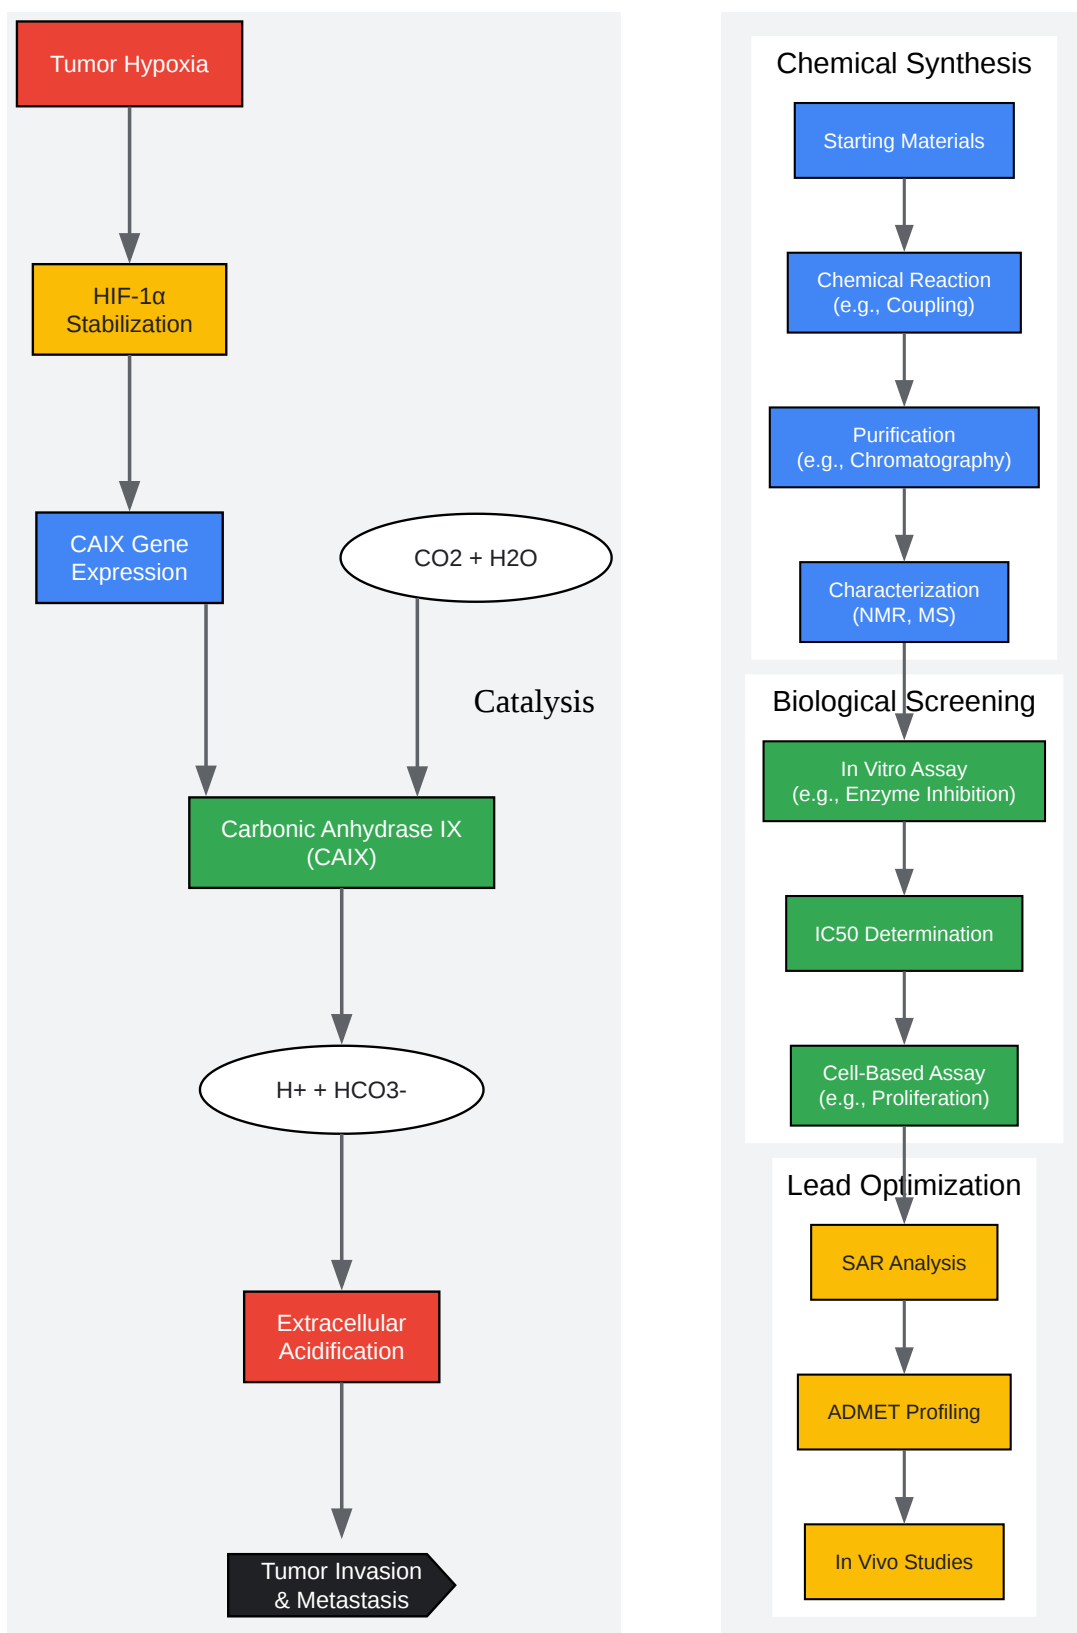 Tumor Hypoxia
HIF-1α
Stabilization
CAIX Gene
Expression
CO2 + H2O
Catalysis
Carbonic Anhydrase IX
(CAIX)
H+ + HCO3-
Extracellular
Acidification
Tumor Invasion
& Metastasis
Chemical Synthesis
Starting Materials
Chemical Reaction
(e.g., Coupling)
Purification
(e.g., Chromatography)
Characterization
(NMR, MS)
Biological Screening
In Vitro Assay
(e.g., Enzyme Inhibition)
IC50 Determination
Cell-Based Assay
(e.g., Proliferation)
Lead Optimization
SAR Analysis
ADMET Profiling
In Vivo Studies